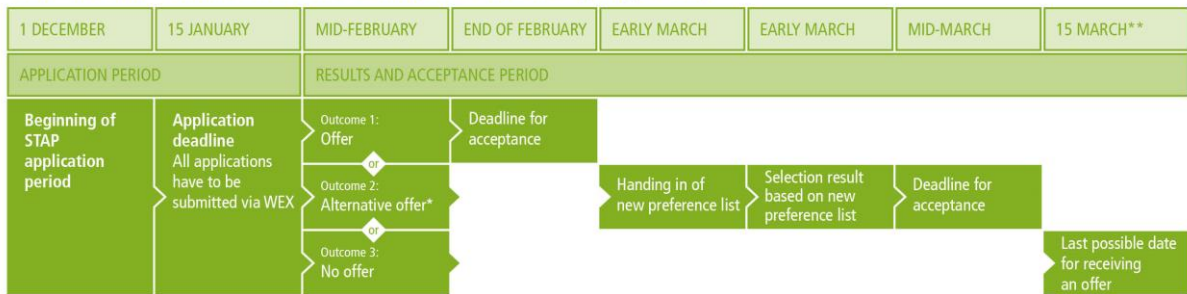 1 DECEMBER
15 JANUARY
MID-FEBRUARY
END OF FEBRUARY
EARLY MARCH
EARLY MARCH
MID-MARCH
15 MARCH**
APPLICATION PERIOD
RESULTS AND ACCEPTANCE PERIOD
Beginning of
STAP
application
period
Application
deadline
All applications
have to be
submitted via WEX
Outcome 1:
Offer
Deadline for
acceptance
or
Outcome 2:
Alternative offer*
Handing in of
new preference list
Selection result
based on new
preference list
Deadline for
acceptance
or
Outcome 3:
No offer
Last possible date
for receiving
an offer